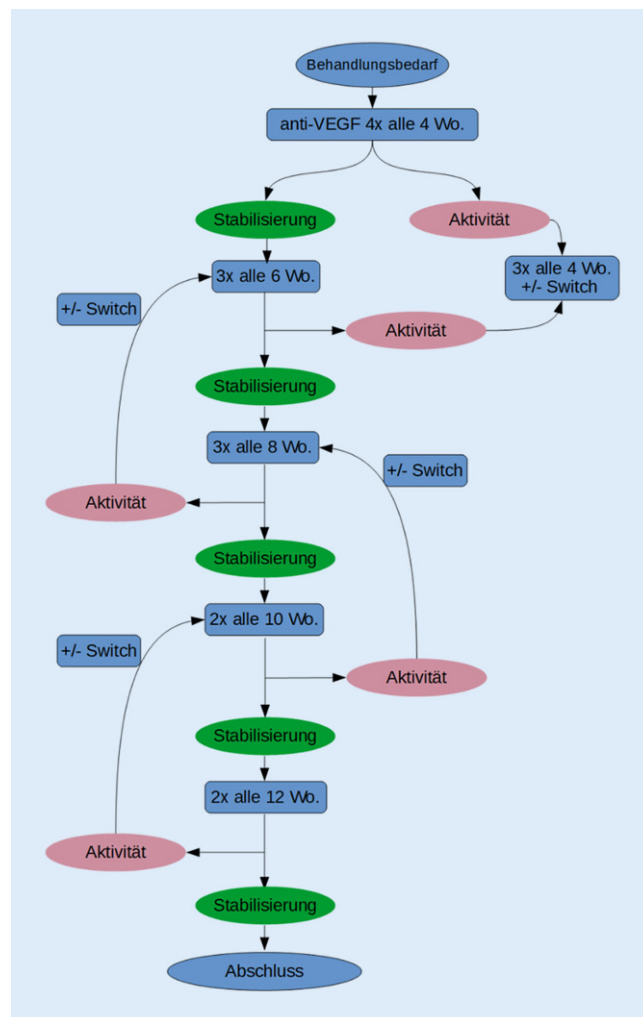 Behandlungsbedarf
anti-VEGF 4x alle 4 Wo.
Stabilisierung
Aktivität
3x alle 6 Wo.
3x alle 4 Wo.
+/- Switch
+/- Switch
Aktivität
Stabilisierung
3x alle 8 Wo.
+/- Switch
Aktivität
Stabilisierung
2x alle 10 Wo.
+/- Switch
Aktivität
Stabilisierung
2x alle 12 Wo.
Aktivität
Stabilisierung
Abschluss